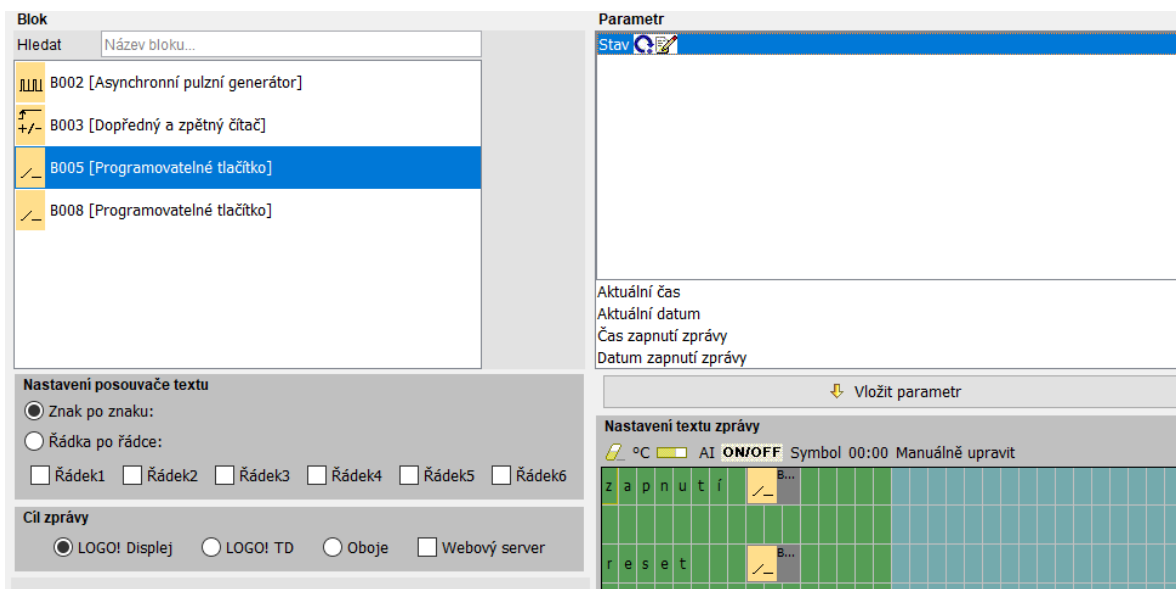 Blok
Hledat Název bloku...
B002 [Asynchronní pulzní generátor]
B003 [Dopředný a zpětný čítač]
B005 [Programovatelné tlačítko]
B008 [Programovatelné tlačítko]
Nastavení posouvače textu
Znak po znaku:
Řádka po řádce:
Řádek1 Řádek2 Řádek3 Řádek4 Řádek5 Řádek6
Cíl zprávy
LOGO! Displej LOGO! TD Oboje Webový server
Parametr
Stav
Aktuální čas
Aktuální datum
Čas zapnutí zprávy
Datum zapnutí zprávy
Vložit parametr
Nastavení textu zprávy
°C AI ON/OFF Symbol 00:00 Manuálně upravit
zapnutí B...
reset B...